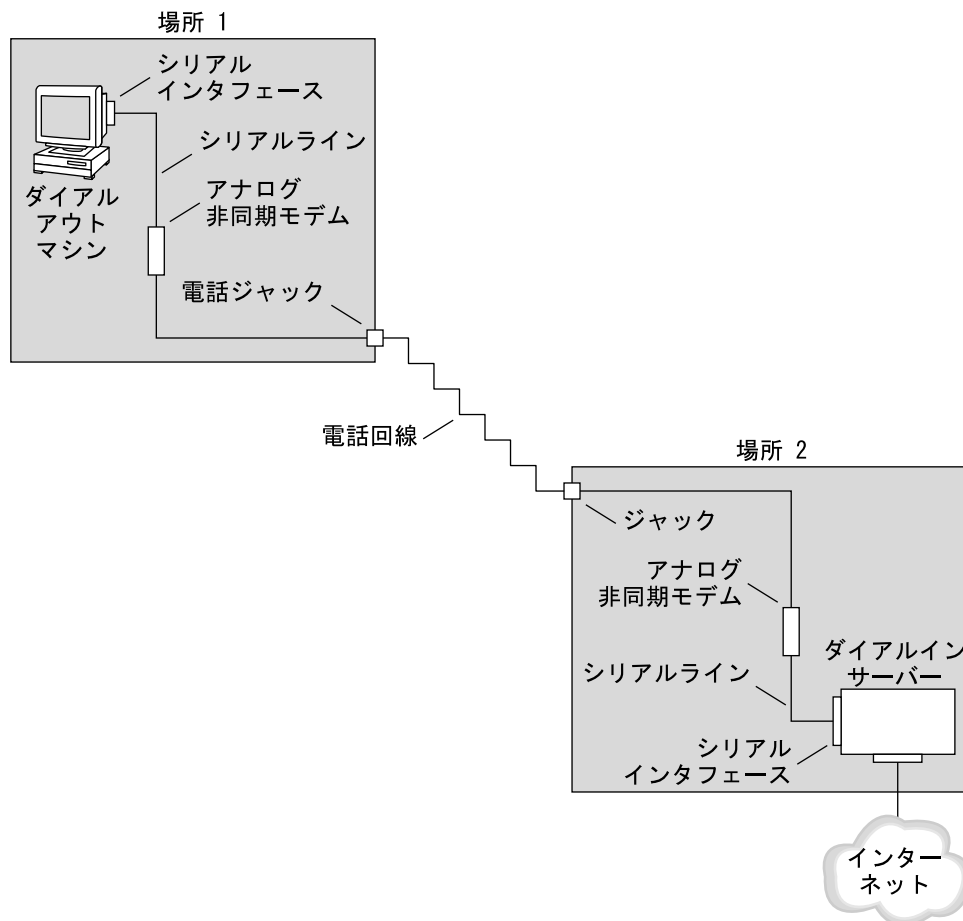 場所 1
シリアル
インタフェース
シリアルライン
ダイアル
アウト
マシン
アナログ
非同期モデム
電話ジャック
電話回線
場所 2
ジャック
アナログ
非同期モデム
ダイアルイン
サーバー
シリアルライン
シリアル
インタフェース
インター
ネット